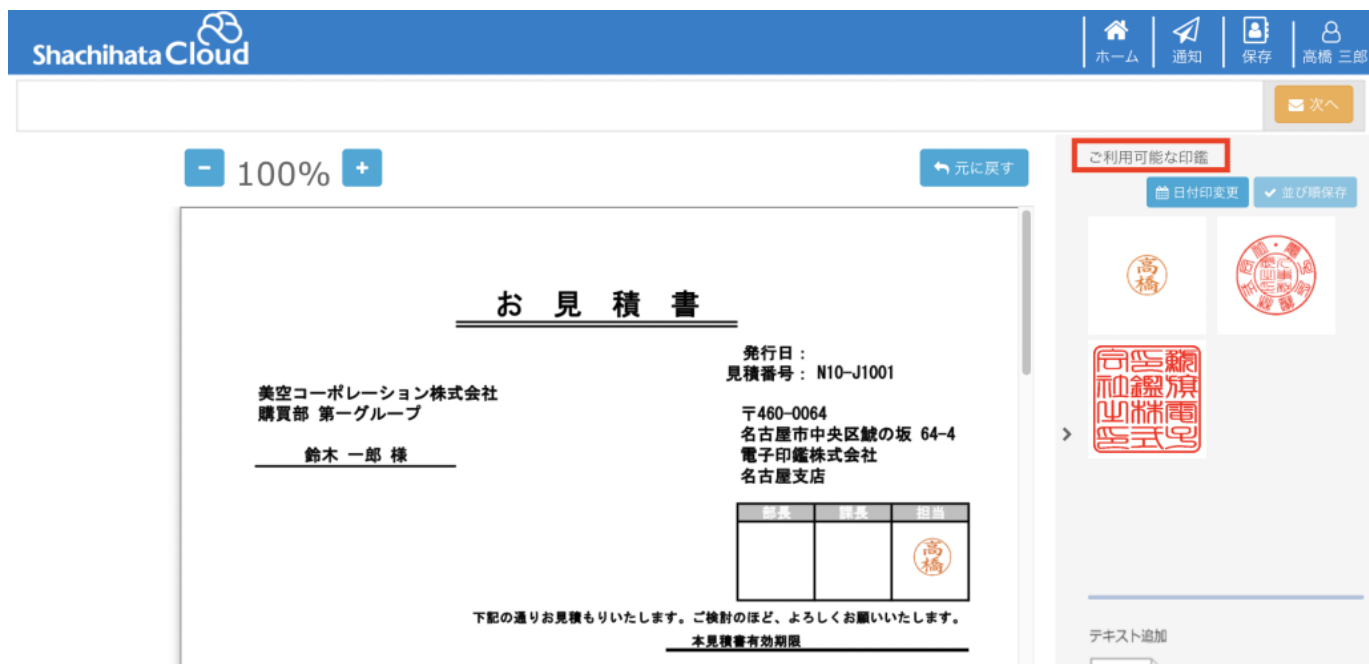 Shachihata Cloud
ホーム
通知
保存
高橋 三郎
次へ
100%
元に戻す
ご利用可能な印鑑
日付印変更
並び順保存
高橋
お 見 積 書
発行日：
見積番号： N10-J1001
美空コーポレーション株式会社
購買部 第一グループ
鈴木 一郎 様
〒460-0064
名古屋市中央区鯱の坂 64-4
電子印鑑株式会社
名古屋支店
部長 課長 担当
高橋
下記の通りお見積もりいたします。ご検討のほど、よろしくお願いいたします。
本見積書有効期限
テキスト追加